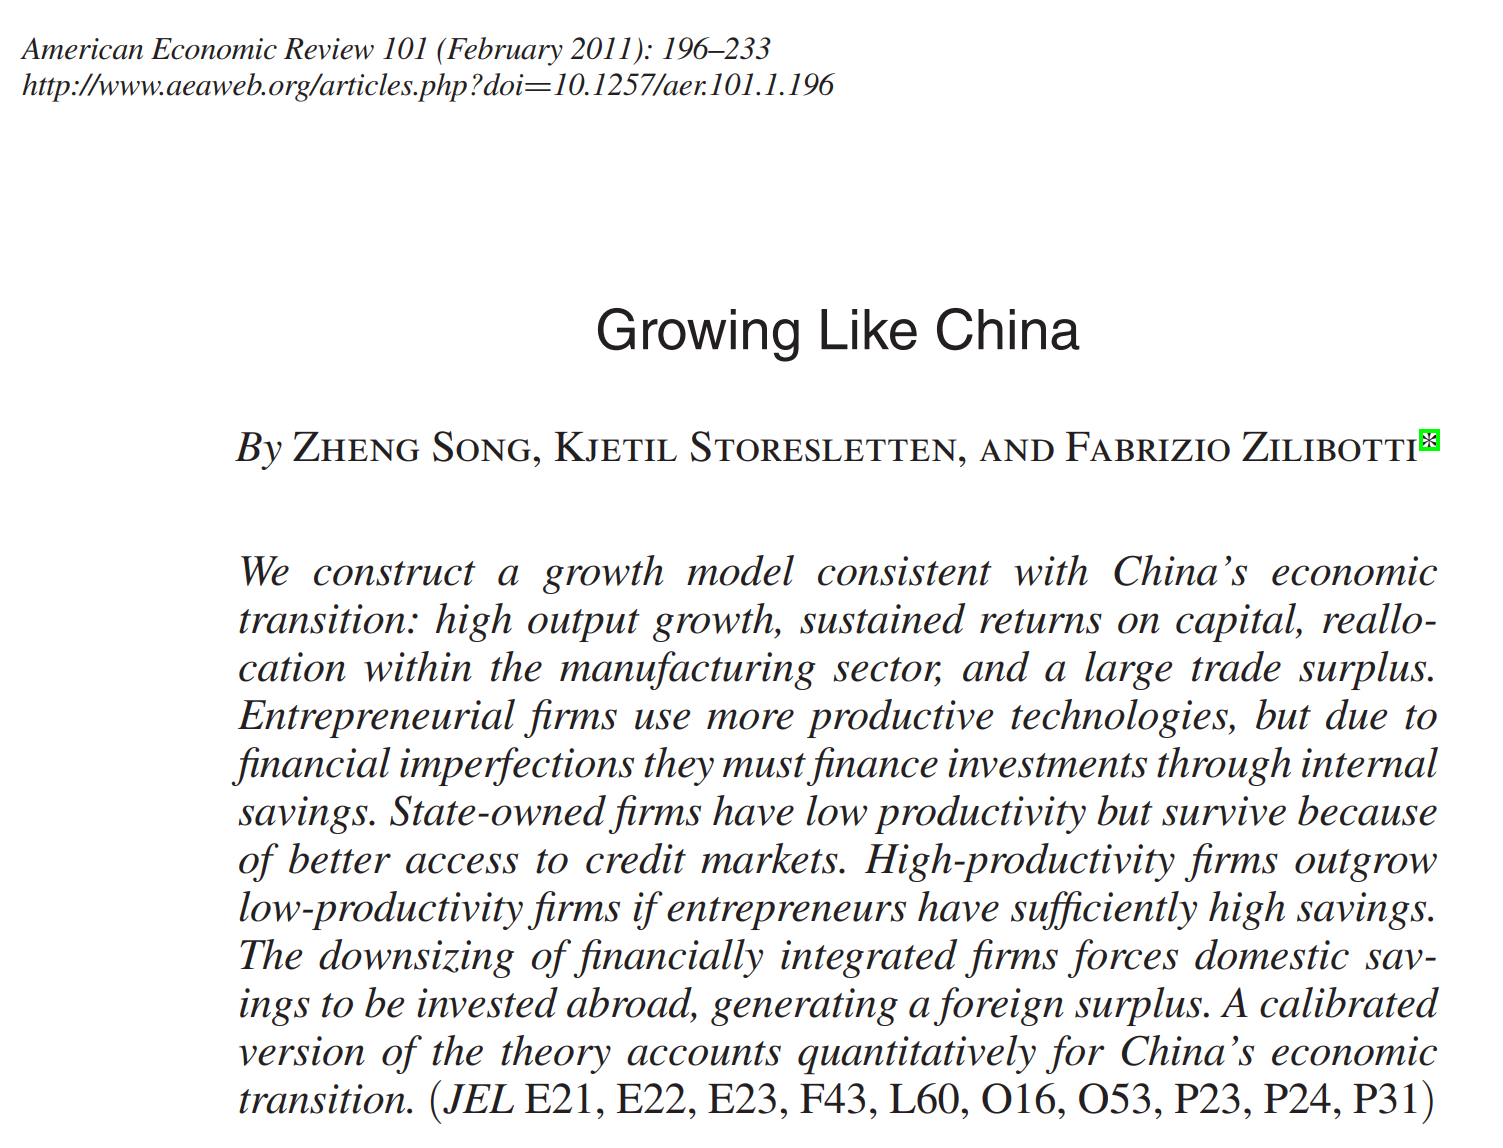 American Economic Review 101 (February 2011): 196–233
http://www.aeaweb.org/articles.php?doi=10.1257/aer.101.1.196
Growing Like China
By Zheng Song, Kjetil Storesletten, and Fabrizio Zilibotti*
We construct a growth model consistent with China’s economic
transition: high output growth, sustained returns on capital, reallo-
cation within the manufacturing sector, and a large trade surplus.
Entrepreneurial firms use more productive technologies, but due to
financial imperfections they must finance investments through internal
savings. State-owned firms have low productivity but survive because
of better access to credit markets. High-productivity firms outgrow
low-productivity firms if entrepreneurs have sufficiently high savings.
The downsizing of financially integrated firms forces domestic sav-
ings to be invested abroad, generating a foreign surplus. A calibrated
version of the theory accounts quantitatively for China’s economic
transition. (JEL E21, E22, E23, F43, L60, O16, O53, P23, P24, P31)